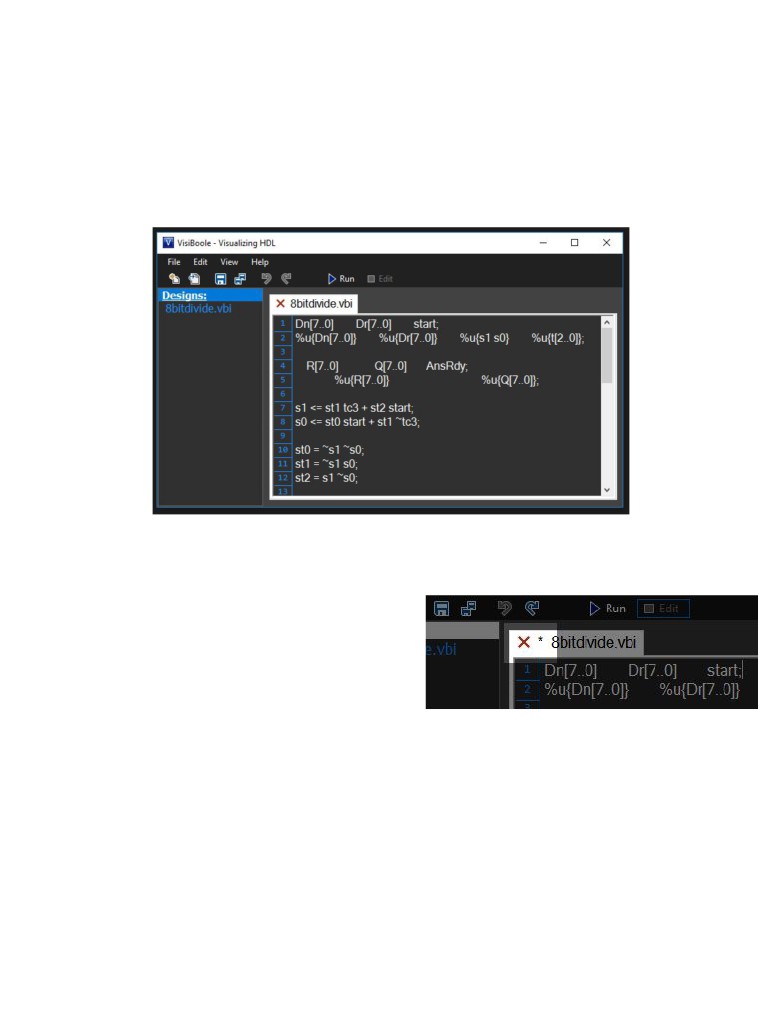 VisiBoole - Visualizing HDL
File Edit View Help
Run Edit
Designs:
8bitdivide.vbi
8bitdivide.vbi
1 Dn[7..0] Dr[7..0] start;
2 %u{Dn[7..0]} %u{Dr[7..0]} %u{s1 s0} %u{t[2..0]};
3
4 R[7..0] Q[7..0] AnsRdy;
5 %u{R[7..0]} %u{Q[7..0]};
6
7 s1 <= st1 tc3 + st2 start;
8 s0 <= st0 start + st1 ~tc3;
9
10 st0 = ~s1 ~s0;
11 st1 = ~s1 s0;
12 st2 = s1 ~s0;
13
Run Edit
* 8bitdivide.vbi
e.vbi
1 Dn[7..0] Dr[7..0] start;
2 %u{Dn[7..0]} %u{Dr[7..0]}
3